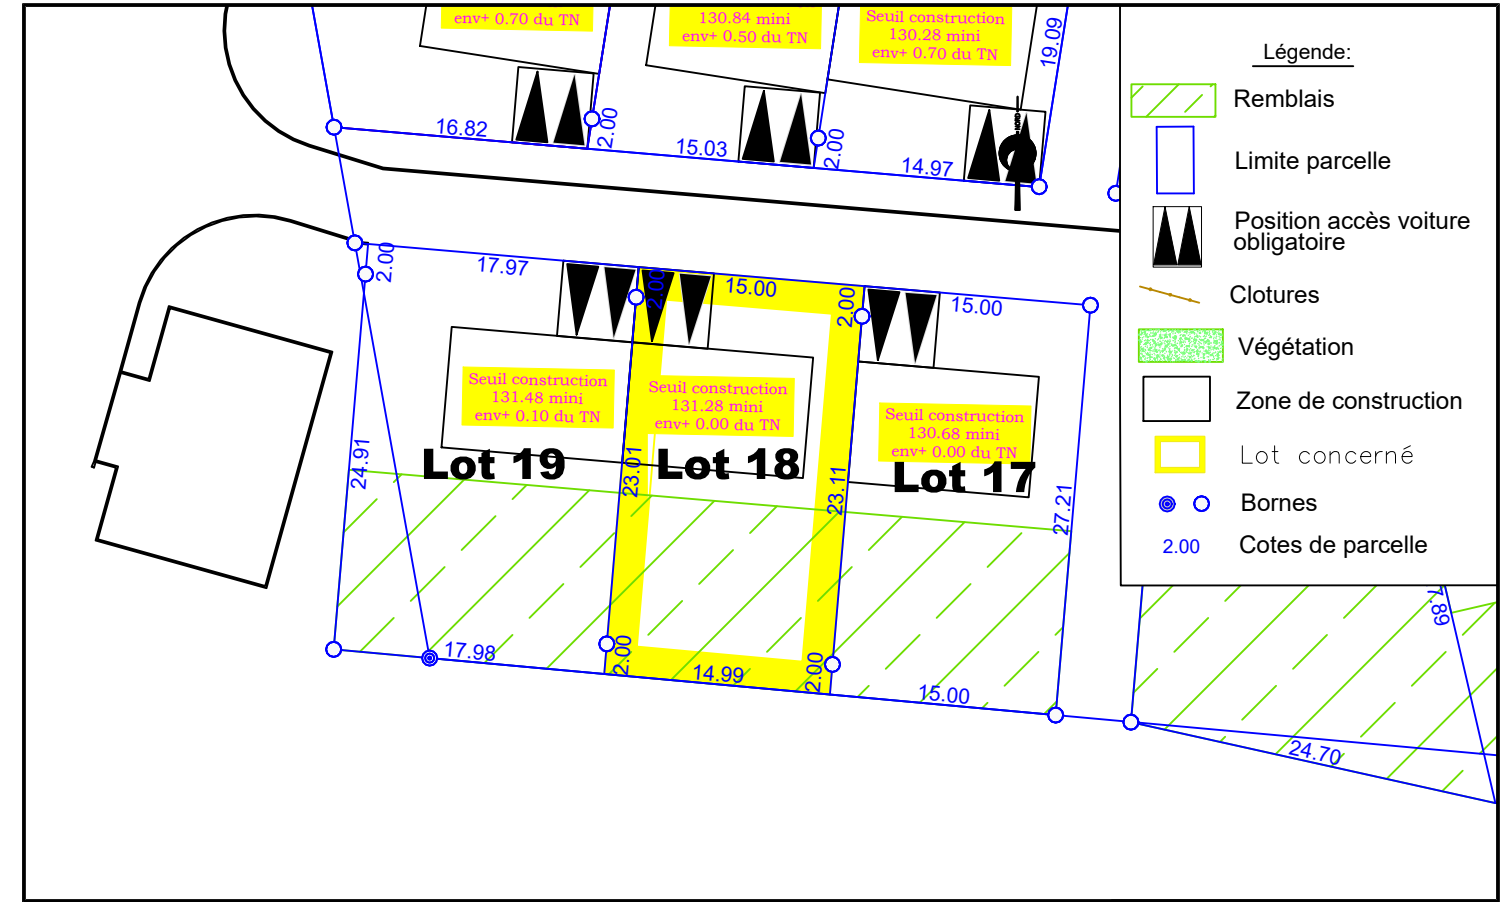 env+ 0.70 du TN
130.84 mini
env+ 0.50 du TN
Seuil construction
130.28 mini
env+ 0.70 du TN
19.09
16.82
2.00
15.03
2.00
14.97
NORD
Légende:
Remblais
Limite parcelle
Position accès voiture
obligatoire
Clotures
Végétation
Zone de construction
Lot concerné
Bornes
2.00 Cotes de parcelle
2.00
17.97
2.00
15.00
2.00
15.00
Seuil construction
131.48 mini
env+ 0.10 du TN
Seuil construction
131.28 mini
env+ 0.00 du TN
Seuil construction
130.68 mini
env+ 0.00 du TN
Lot 19
Lot 18
Lot 17
24.91
23.01
23.11
27.21
17.98
2.00
14.99
2.00
15.00
7.89
24.70